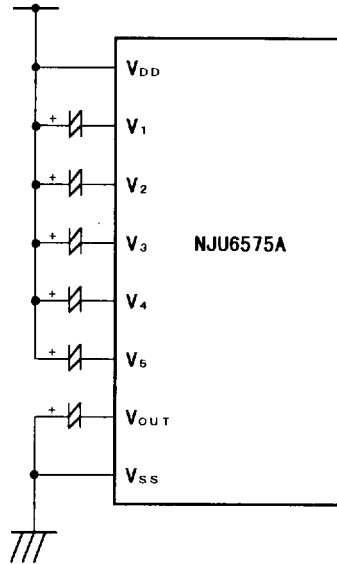 VDD
+ V1
+ V2
+ V3
NJU6575A
+ V4
+ V5
+ VOUT
VSS